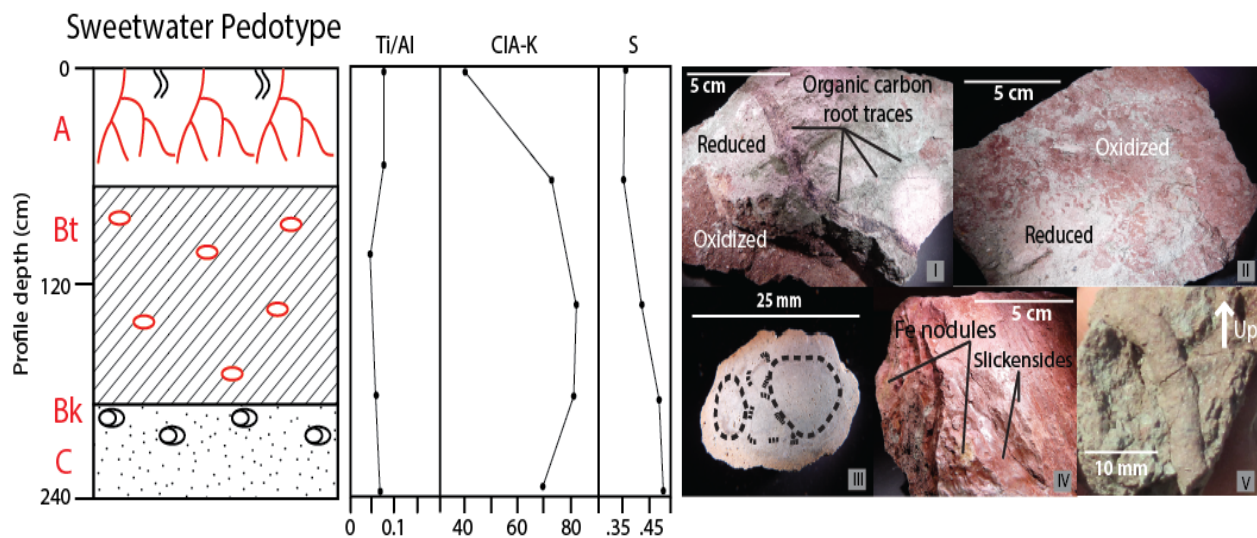 Sweetwater Pedotype
Ti/Al
CIA-K
S
Profile depth (cm)
0
120
240
A
Bt
Bk
C
0
0.1
40
60
80
.35
.45
5 cm
Organic carbon
root traces
Reduced
Oxidized
I
5 cm
Oxidized
Reduced
II
25 mm
III
5 cm
Fe nodules
Slickensides
IV
Up
10 mm
V